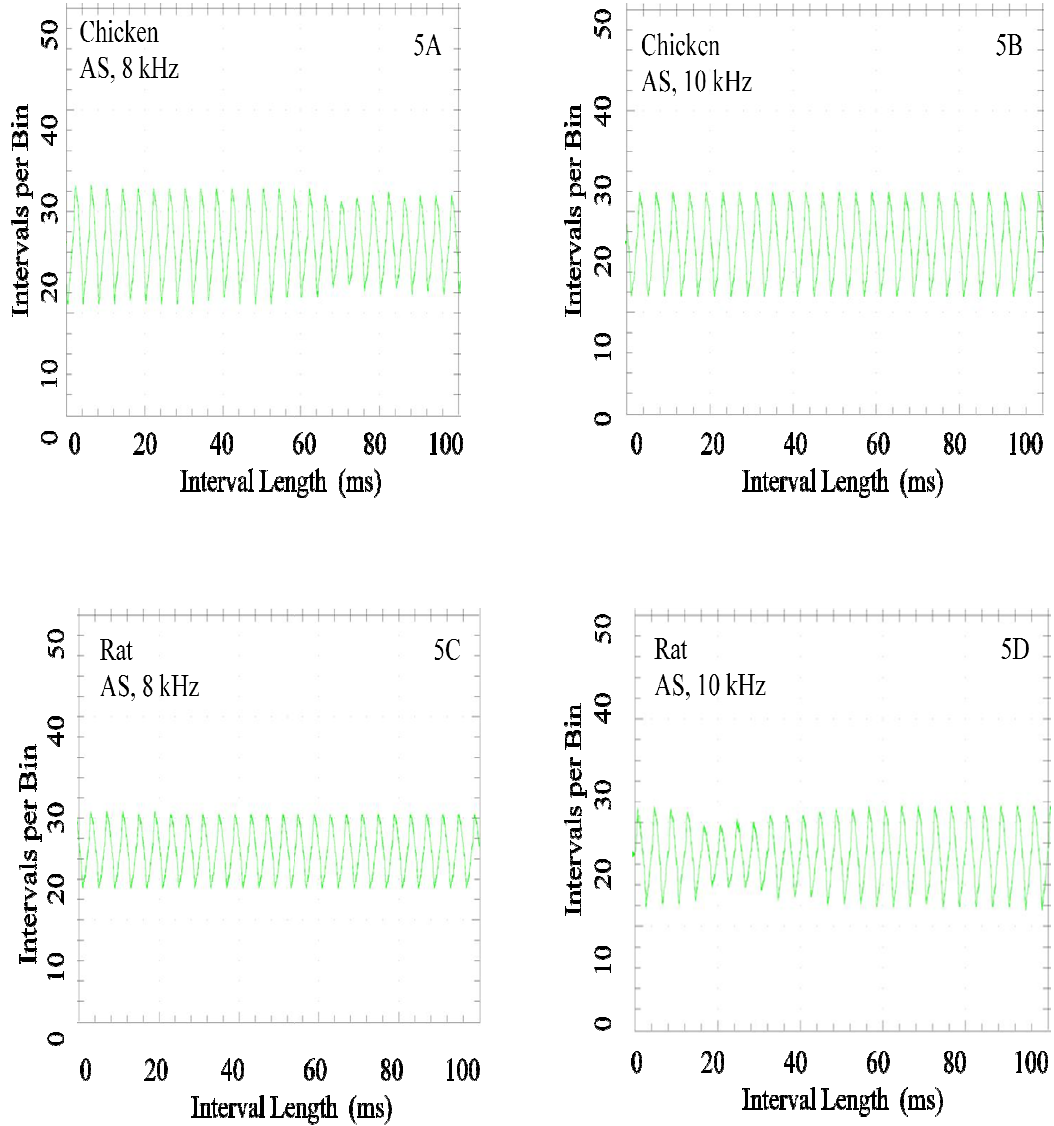 Chicken
AS, 8 kHz
5A
Intervals per Bin
50
40
30
20
10
0
0 20 40 60 80 100
Interval Length (ms)
Chicken
AS, 10 kHz
5B
Intervals per Bin
50
40
30
20
10
0
0 20 40 60 80 100
Interval Length (ms)
Rat
AS, 8 kHz
5C
Intervals per Bin
50
40
30
20
10
0
0 20 40 60 80 100
Interval Length (ms)
Rat
AS, 10 kHz
5D
Intervals per Bin
50
40
30
20
10
0
0 20 40 60 80 100
Interval Length (ms)